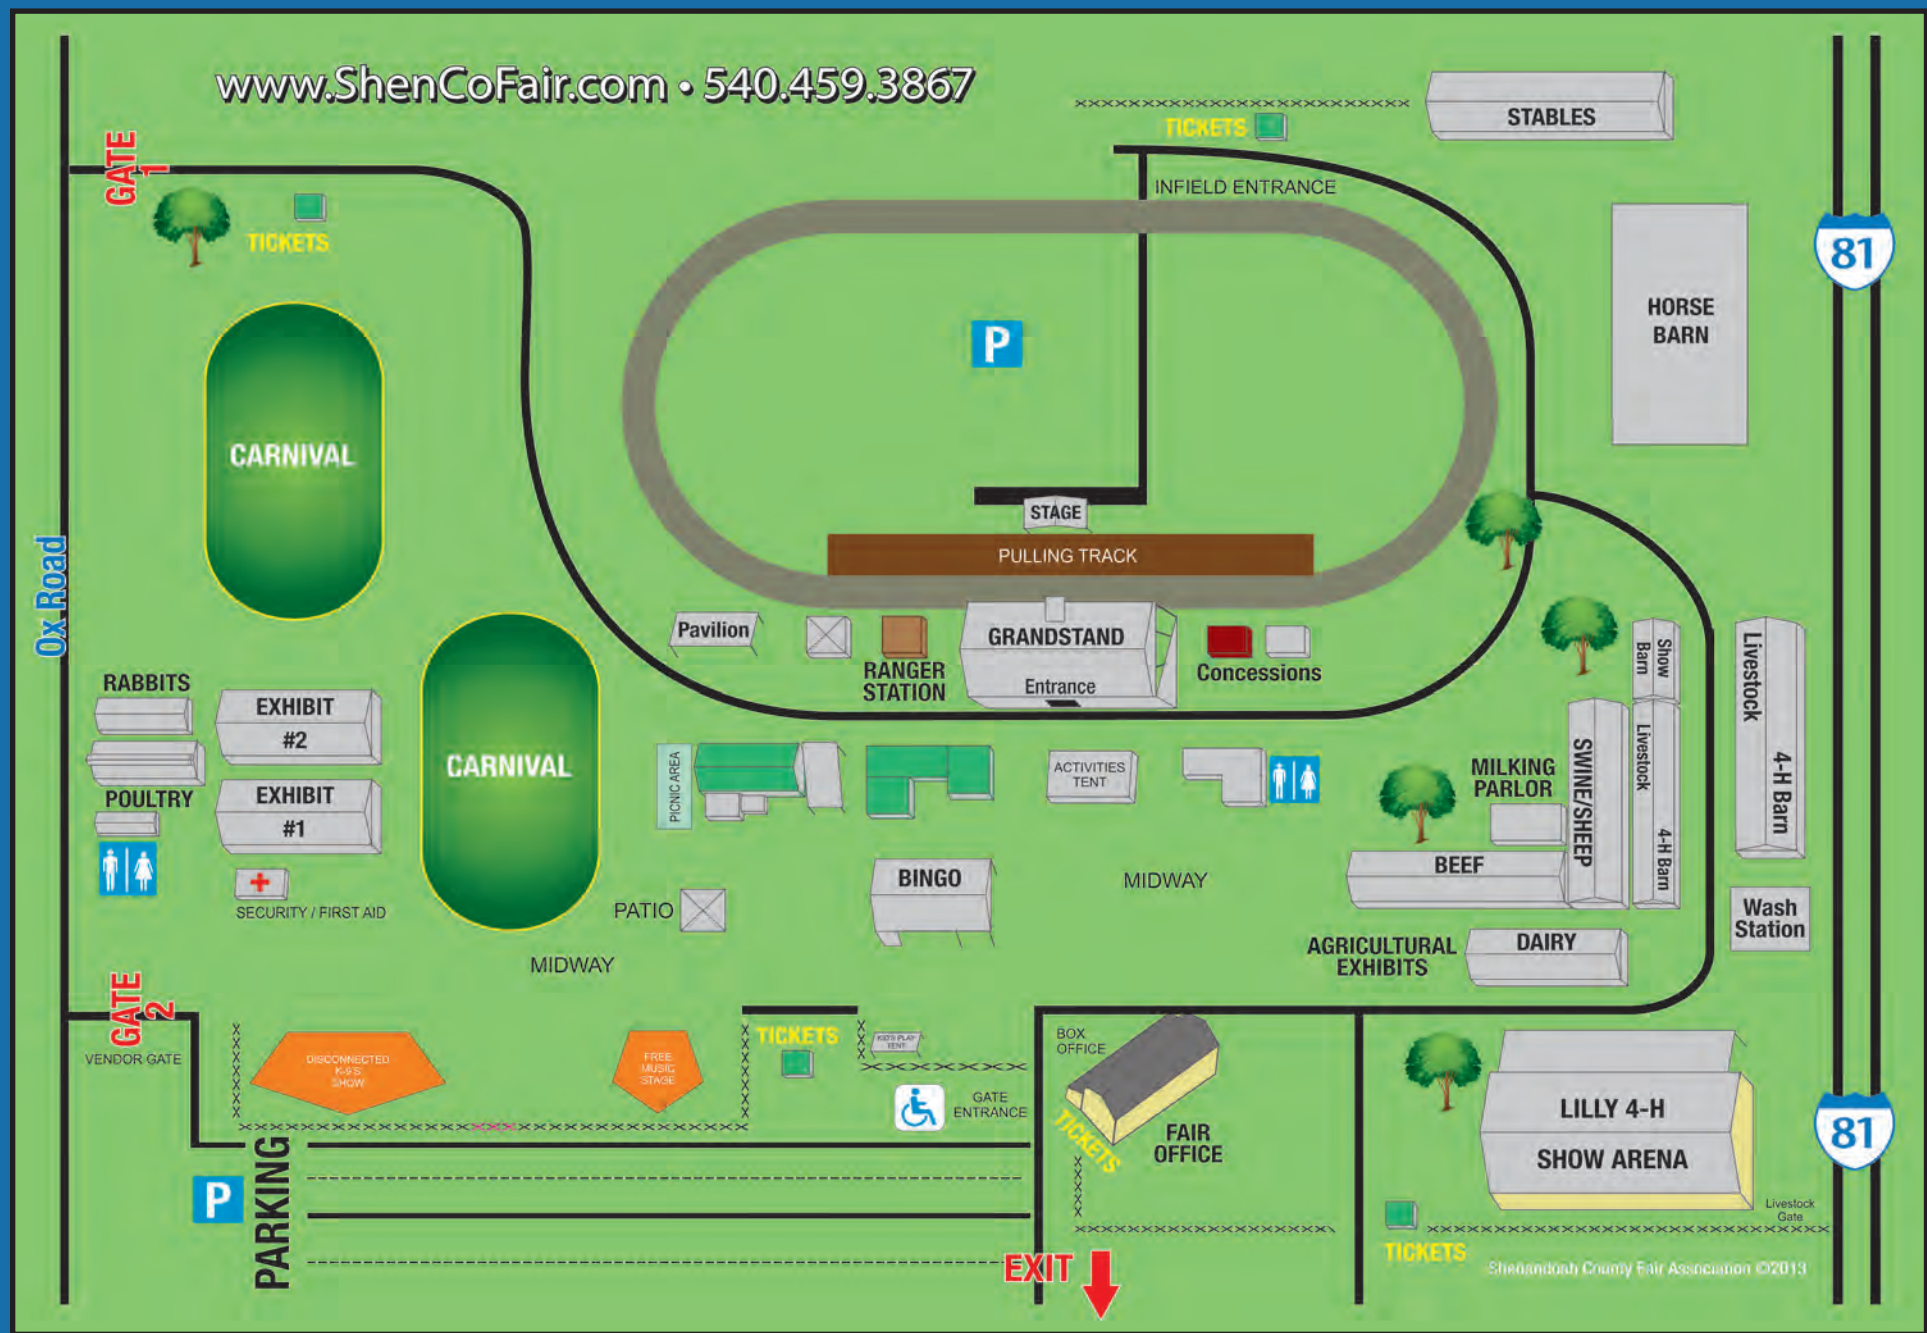 www.ShenCoFair.com • 540.459.3867
STABLES
TICKETS
GATE
1
INFIELD ENTRANCE
TICKETS
81
HORSE
BARN
P
CARNIVAL
STAGE
PULLING TRACK
Ox Road
Pavilion
GRANDSTAND
Entrance
RANGER
STATION
Concessions
Show
Barn
Livestock
4-H Barn
RABBITS
EXHIBIT
#2
CARNIVAL
PICNIC AREA
ACTIVITIES
TENT
MILKING
PARLOR
SWINE/SHEEP
Livestock
4-H Barn
POULTRY
EXHIBIT
#1
BEEF
BINGO
MIDWAY
SECURITY / FIRST AID
PATIO
Wash
Station
AGRICULTURAL
EXHIBITS
DAIRY
MIDWAY
GATE
2
VENDOR GATE
DISCONNECTED
K-9'S
SHOW
FREE
MUSIC
STAGE
TICKETS
KID'S PLAY
TENT
BOX
OFFICE
GATE
ENTRANCE
TICKETS
FAIR
OFFICE
LILLY 4-H
SHOW ARENA
81
PARKING
P
Livestock
Gate
TICKETS
EXIT
Shenandoah County Fair Association ©2013